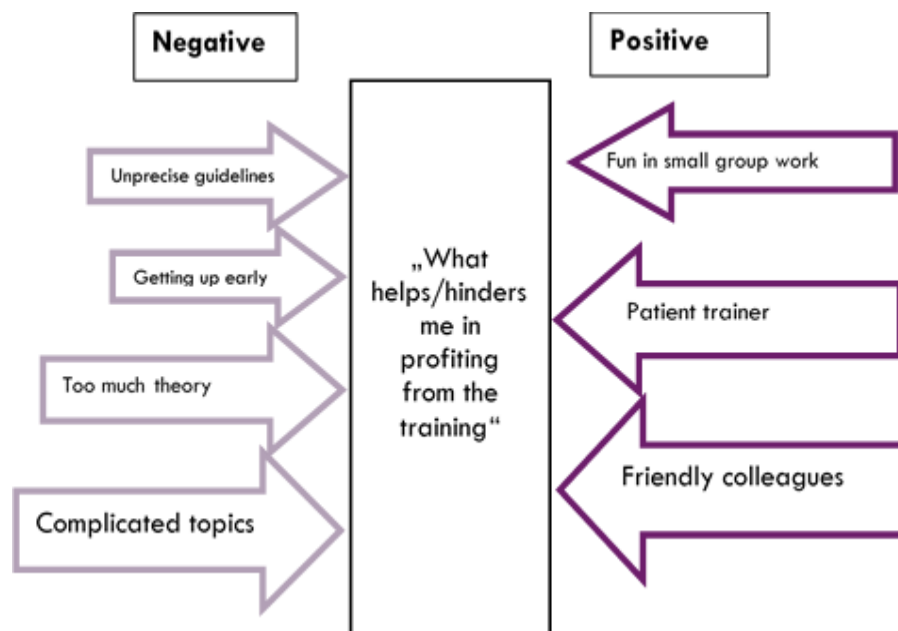 Negative
Positive
Unprecise guidelines
Fun in small group work
Getting up early
Patient trainer
Too much theory
Friendly colleagues
Complicated topics
„What
helps/hinders
me in
profiting
from the
training“